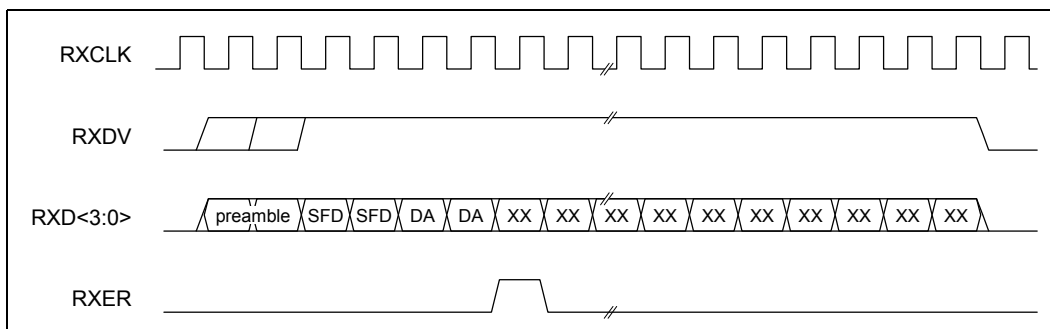 RXCLK
RXDV
RXD<3:0> preamble SFD SFD DA DA XX XX XX XX XX XX XX XX XX XX
RXER